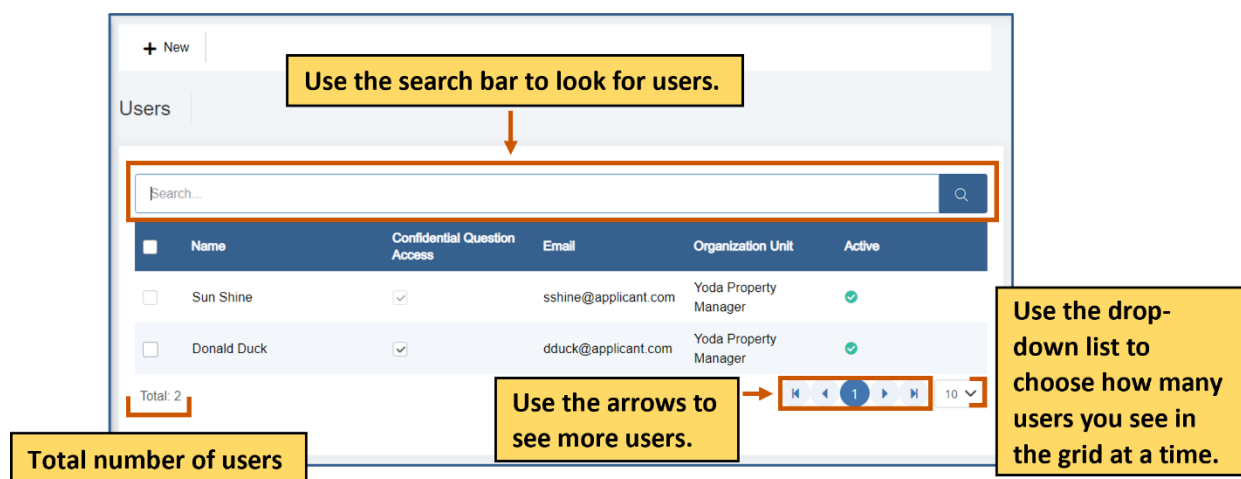 + New
Use the search bar to look for users.
Users
Search...
Name
Confidential Question
Access
Email
Organization Unit
Active
Sun Shine
sshine@applicant.com
Yoda Property
Manager
Donald Duck
dduck@applicant.com
Yoda Property
Manager
Total: 2
1
10
Use the arrows to
see more users.
Use the drop-
down list to
choose how many
users you see in
the grid at a time.
Total number of users